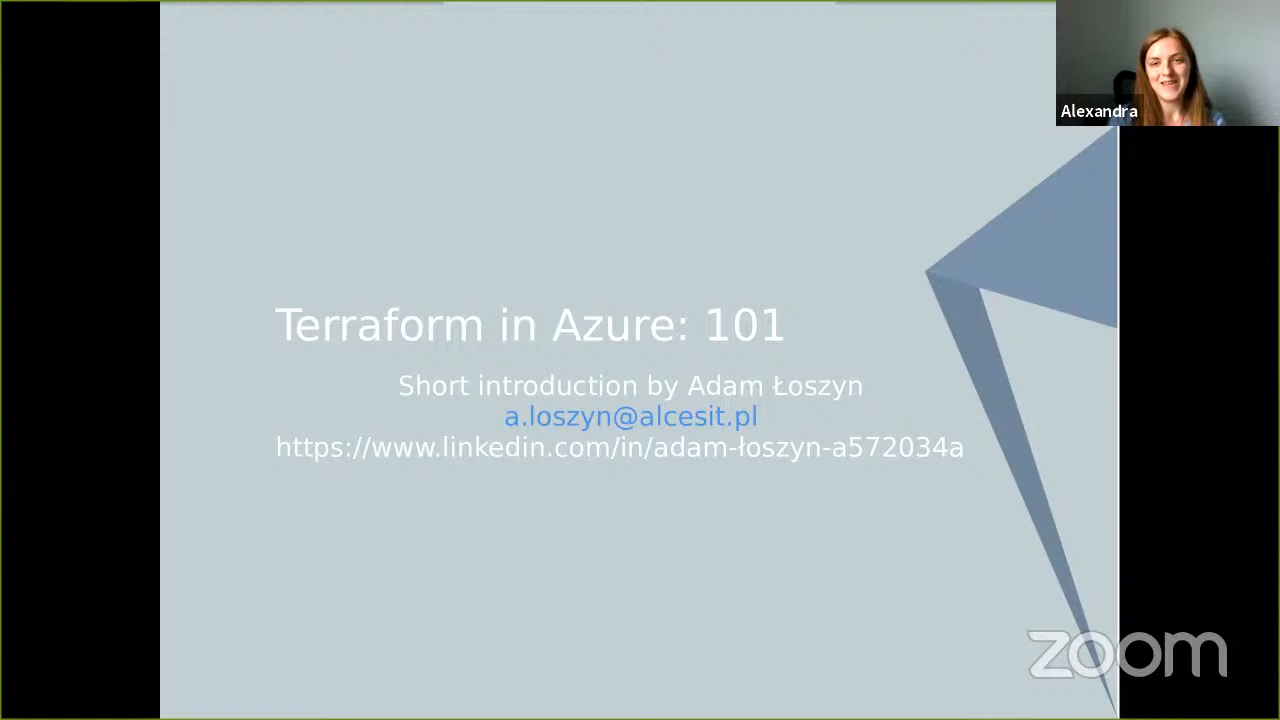 Alexandra
Terraform in Azure: 101
Short introduction by Adam Łoszyn
a.loszyn@alcesit.pl
https://www.linkedin.com/in/adam-łoszyn-a572034a
zoom